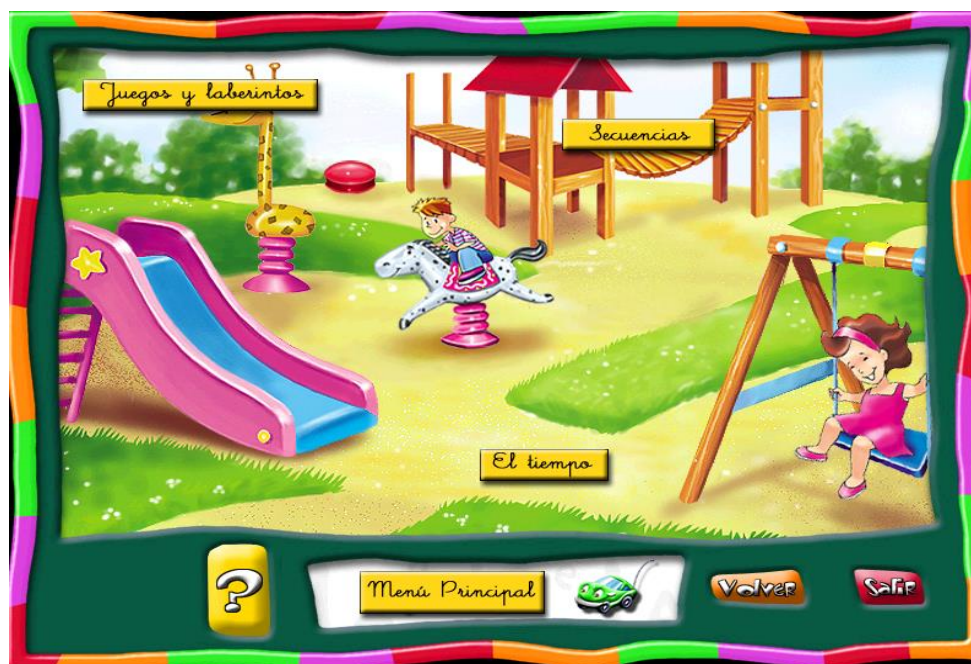 Juegos y laberintos
Secuencias
El tiempo
?
Menú Principal
Volver
Salir